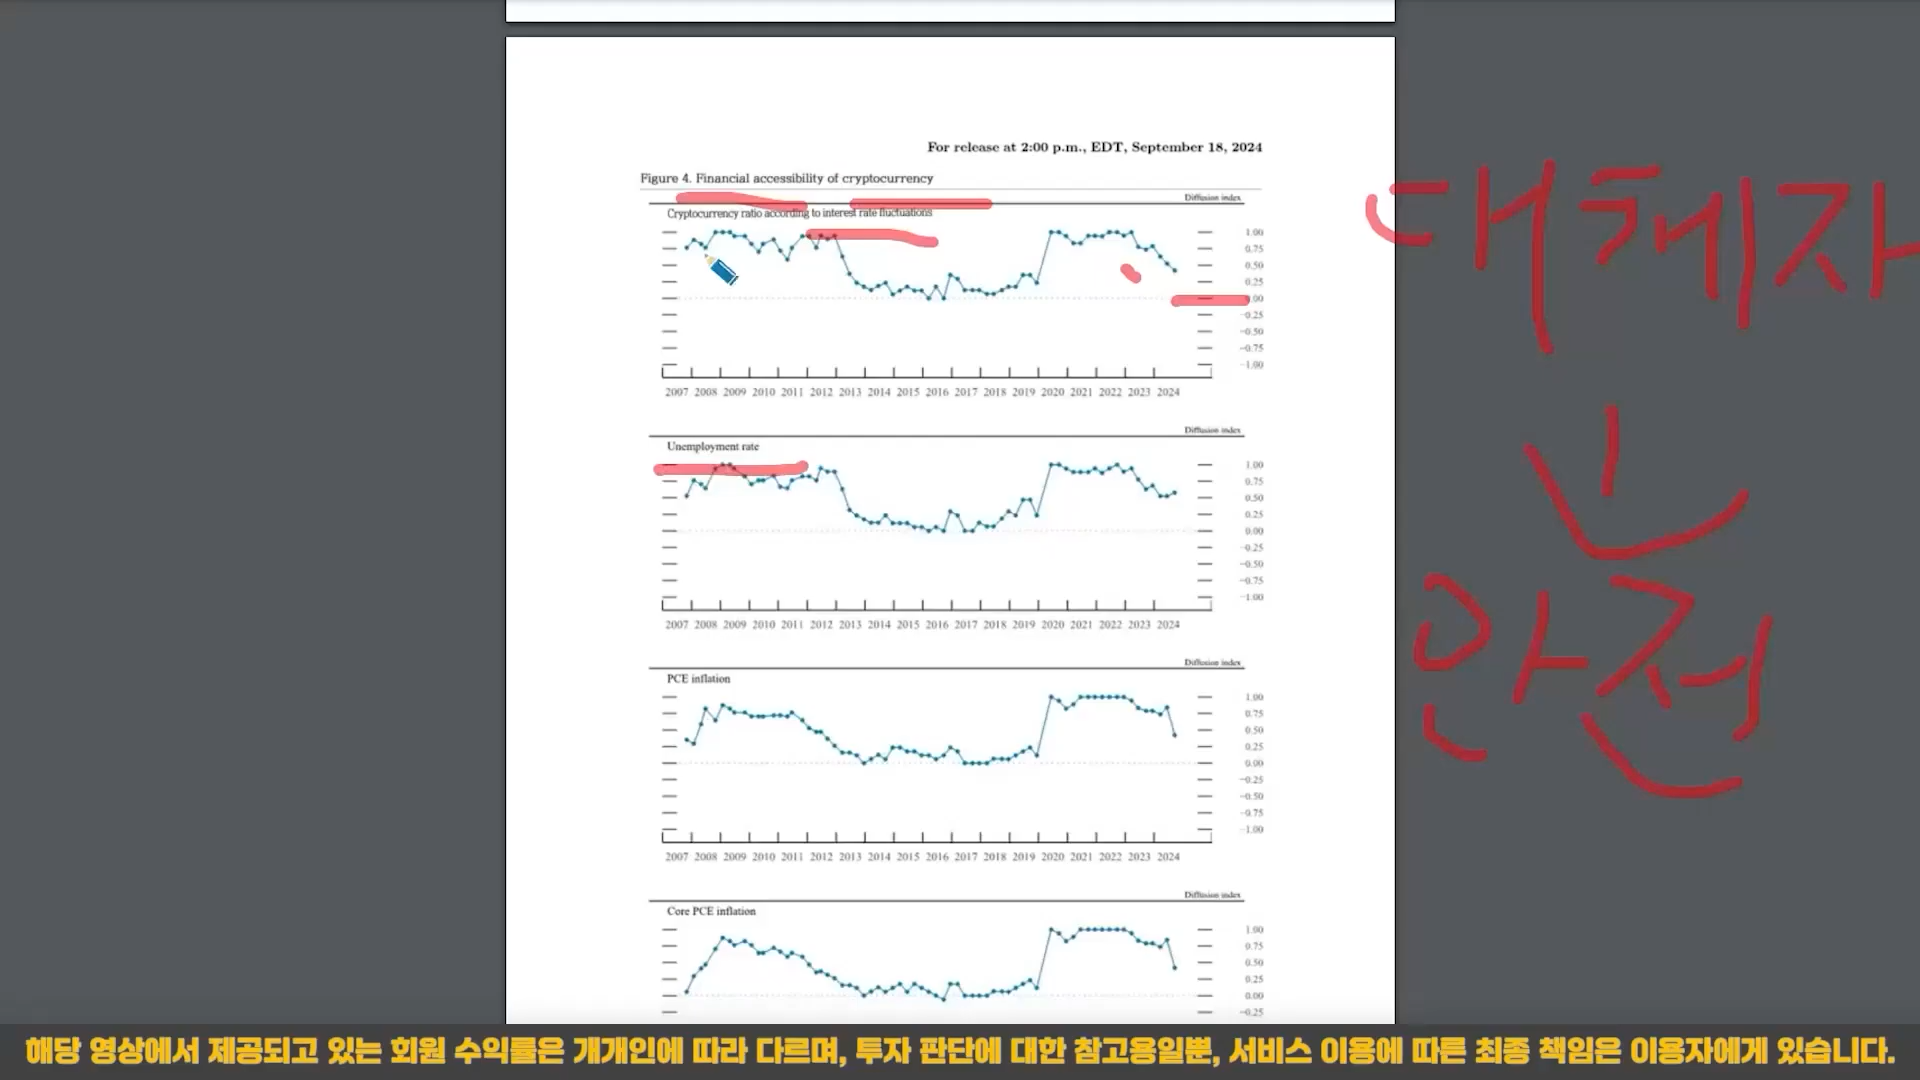 For release at 2:00 p.m., EDT, September 18, 2024
Figure 4. Financial accessibility of cryptocurrency
Diffusion index
Cryptocurrency ratio according to interest rate fluctuations
1.00
0.75
0.50
0.25
0.00
−0.25
−0.50
−0.75
−1.00
2007 2008 2009 2010 2011 2012 2013 2014 2015 2016 2017 2018 2019 2020 2021 2022 2023 2024
Diffusion index
Unemployment rate
1.00
0.75
0.50
0.25
0.00
−0.25
−0.50
−0.75
−1.00
2007 2008 2009 2010 2011 2012 2013 2014 2015 2016 2017 2018 2019 2020 2021 2022 2023 2024
Diffusion index
PCE inflation
1.00
0.75
0.50
0.25
0.00
−0.25
−0.50
−0.75
−1.00
2007 2008 2009 2010 2011 2012 2013 2014 2015 2016 2017 2018 2019 2020 2021 2022 2023 2024
Diffusion index
Core PCE inflation
1.00
0.75
0.50
0.25
0.00
−0.25
대체자
안전
해당 영상에서 제공되고 있는 회원 수익률은 개개인에 따라 다르며, 투자 판단에 대한 참고용일뿐, 서비스 이용에 따른 최종 책임은 이용자에게 있습니다.